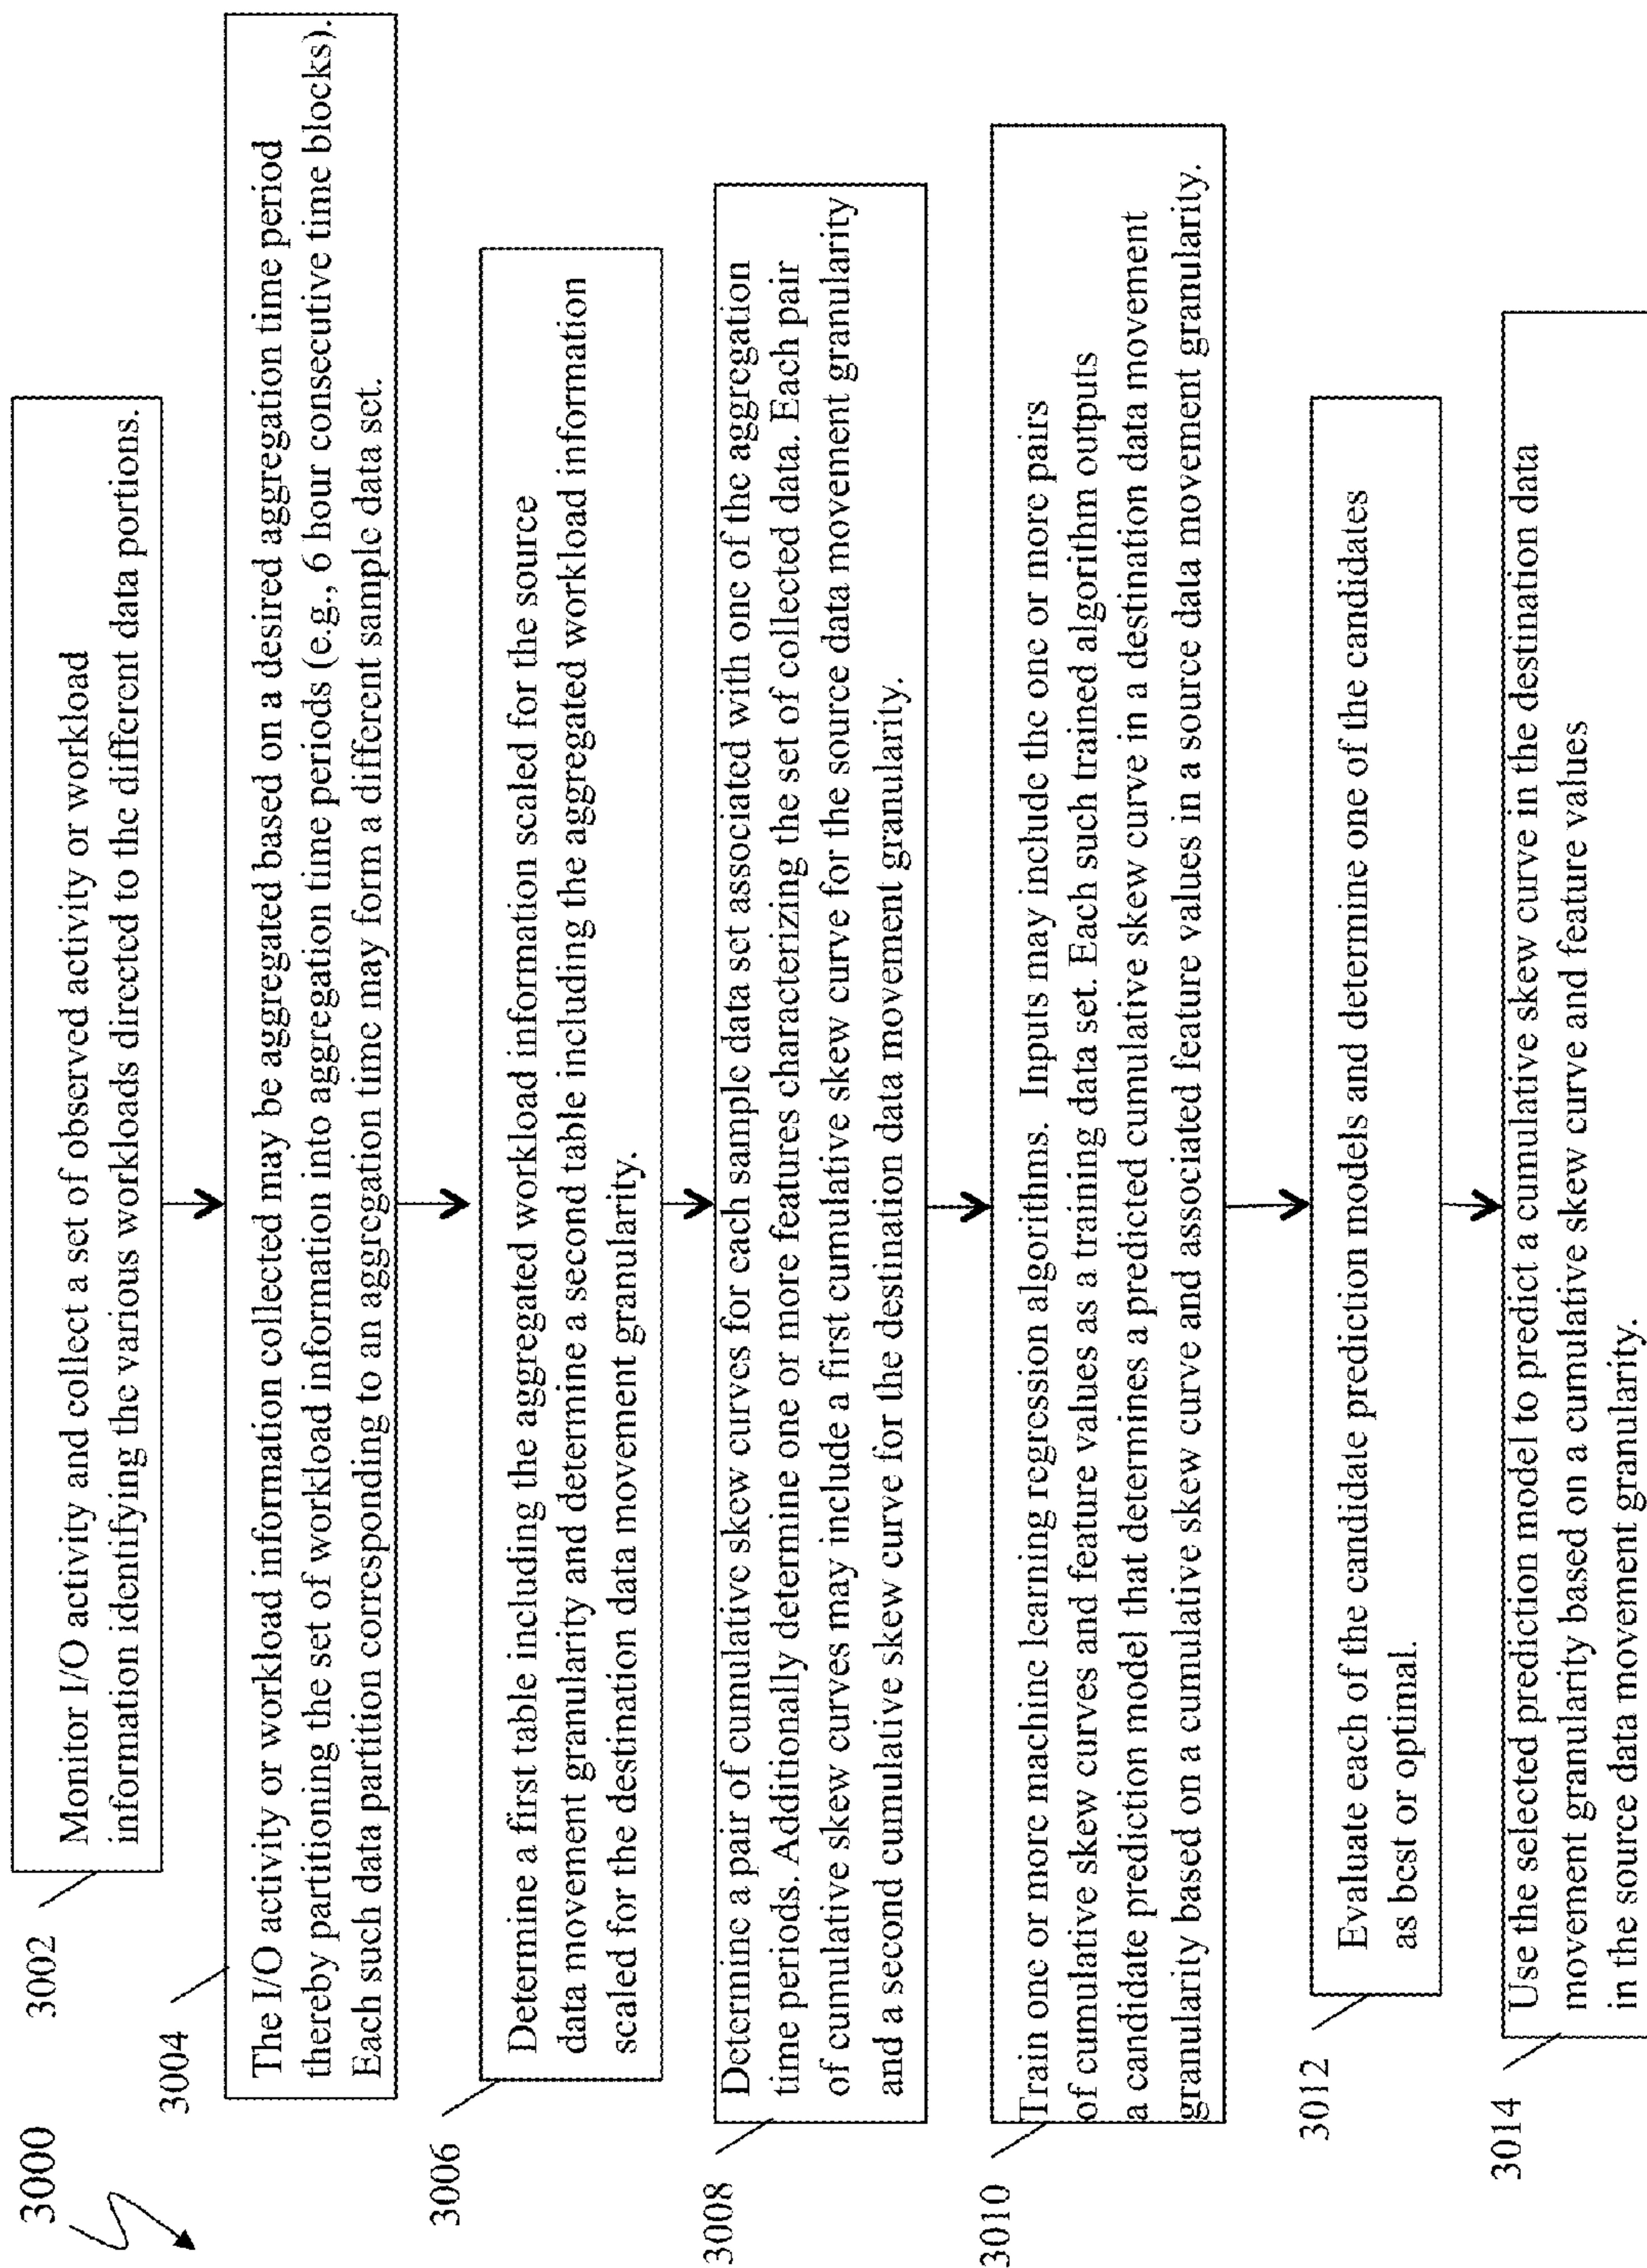 3000
3002
Monitor I/O activity and collect a set of observed activity or workload
information identifying the various workloads directed to the different data portions.
3004
The I/O activity or workload information collected may be aggregated based on a desired aggregation time period
thereby partitioning the set of workload information into aggregation time periods (e.g., 6 hour consecutive time blocks).
Each such data partition corresponding to an aggregation time may form a different sample data set.
3006
Determine a first table including the aggregated workload information scaled for the source
data movement granularity and determine a second table including the aggregated workload information
scaled for the destination data movement granularity.
3008
Determine a pair of cumulative skew curves for each sample data set associated with one of the aggregation
time periods. Additionally determine one or more features characterizing the set of collected data. Each pair
of cumulative skew curves may include a first cumulative skew curve for the source data movement granularity
and a second cumulative skew curve for the destination data movement granularity.
3010
Train one or more machine learning regression algorithms. Inputs may include the one or more pairs
of cumulative skew curves and feature values as a training data set. Each such trained algorithm outputs
a candidate prediction model that determines a predicted cumulative skew curve in a destination data movement
granularity based on a cumulative skew curve and associated feature values in a source data movement granularity.
3012
Evaluate each of the candidate prediction models and determine one of the candidates
as best or optimal.
3014
Use the selected prediction model to predict a cumulative skew curve in the destination data
movement granularity based on a cumulative skew curve and feature values
in the source data movement granularity.